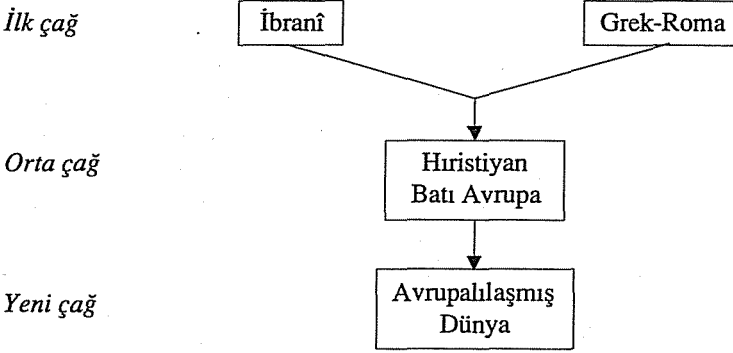 İlk çağ İbranî Grek-Roma
Orta çağ Hıristiyan
Batı Avrupa
Yeni çağ Avrupalılaşmış
Dünya